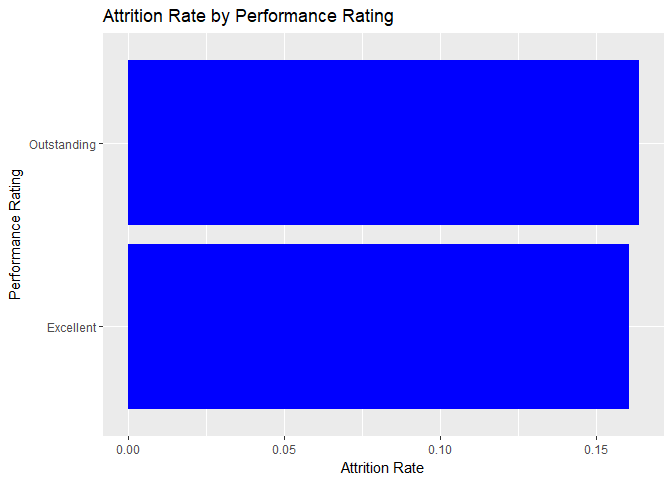 Attrition Rate by Performance Rating
Performance Rating
Outstanding
Excellent
0.00 0.05 0.10 0.15
Attrition Rate